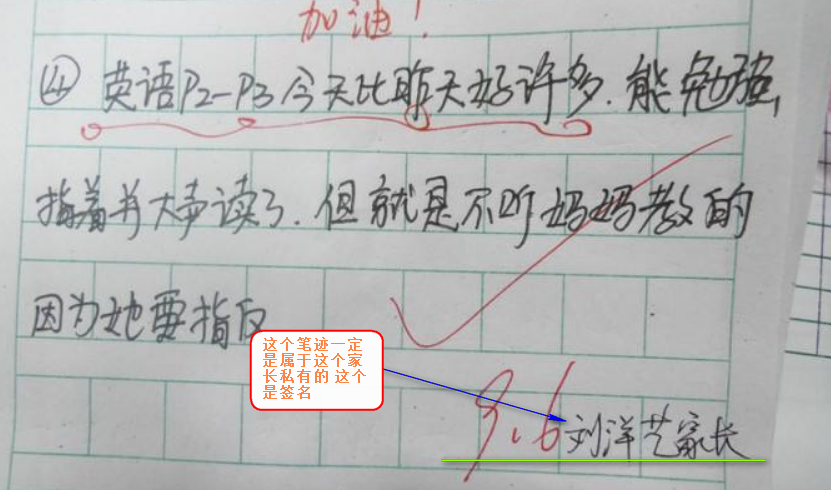 加油！
④ 英语P2-P3今天比昨天好许多.能勉强
指着并大声读了.但就是不听妈妈教的
因为她要指反
这个笔迹一定
是属于这个家
长私有的 这个
是签名
9.6
刘洋艺家长